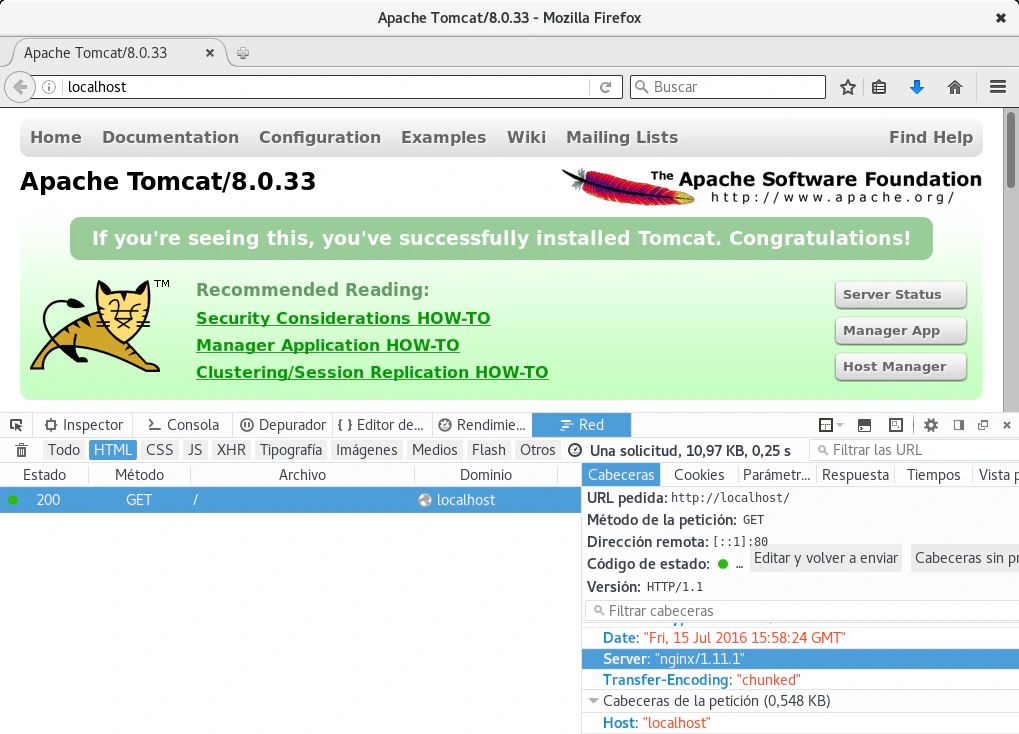 Apache Tomcat/8.0.33 - Mozilla Firefox
Apache Tomcat/8.0.33
localhost
Buscar
Home Documentation Configuration Examples Wiki Mailing Lists Find Help
Apache Tomcat/8.0.33
The Apache Software Foundation
http://www.apache.org/
If you're seeing this, you've successfully installed Tomcat. Congratulations!
TM
Recommended Reading:
Security Considerations HOW-TO
Manager Application HOW-TO
Clustering/Session Replication HOW-TO
Server Status
Manager App
Host Manager
Inspector Consola Depurador Editor de... Rendimie... Red
Todo HTML CSS JS XHR Tipografía Imágenes Medios Flash Otros Una solicitud, 10,97 KB, 0,25 s Filtrar las URL
Estado Método Archivo Dominio
200 GET / localhost
Cabeceras Cookies Parámetr... Respuesta Tiempos Vista p
URL pedida: http://localhost/
Método de la petición: GET
Dirección remota: [::1]:80
Código de estado: ... Editar y volver a enviar Cabeceras sin pr
Versión: HTTP/1.1
Filtrar cabeceras
Date: "Fri, 15 Jul 2016 15:58:24 GMT"
Server: "nginx/1.11.1"
Transfer-Encoding: "chunked"
Cabeceras de la petición (0,548 KB)
Host: "localhost"